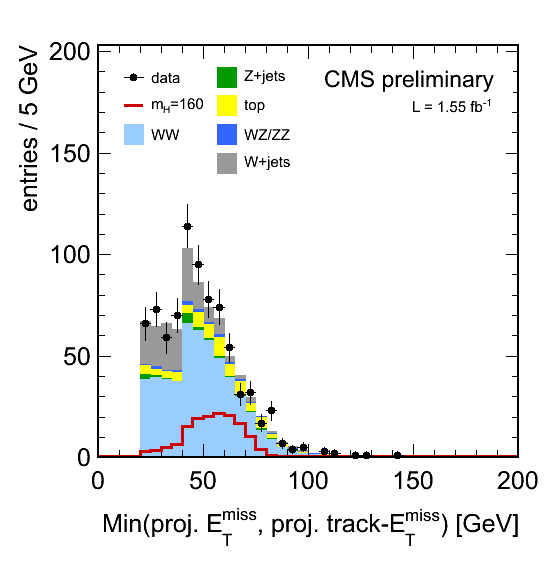 entries / 5 GeV
200
150
100
50
0
data
m_H=160
WW
Z+jets
top
WZ/ZZ
W+jets
CMS preliminary
L = 1.55 fb⁻¹
0 50 100 150 200
Min(proj. E_T^miss, proj. track-E_T^miss) [GeV]